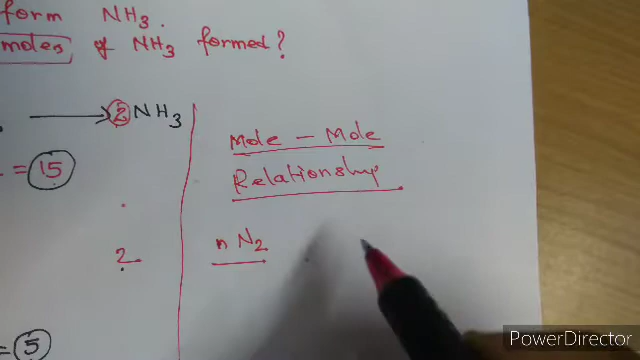 form NH3.
moles of NH3 formed?
→ 2NH3
Mole - Mole
= 15
Relationship
n N2
2
= 5
PowerDirector